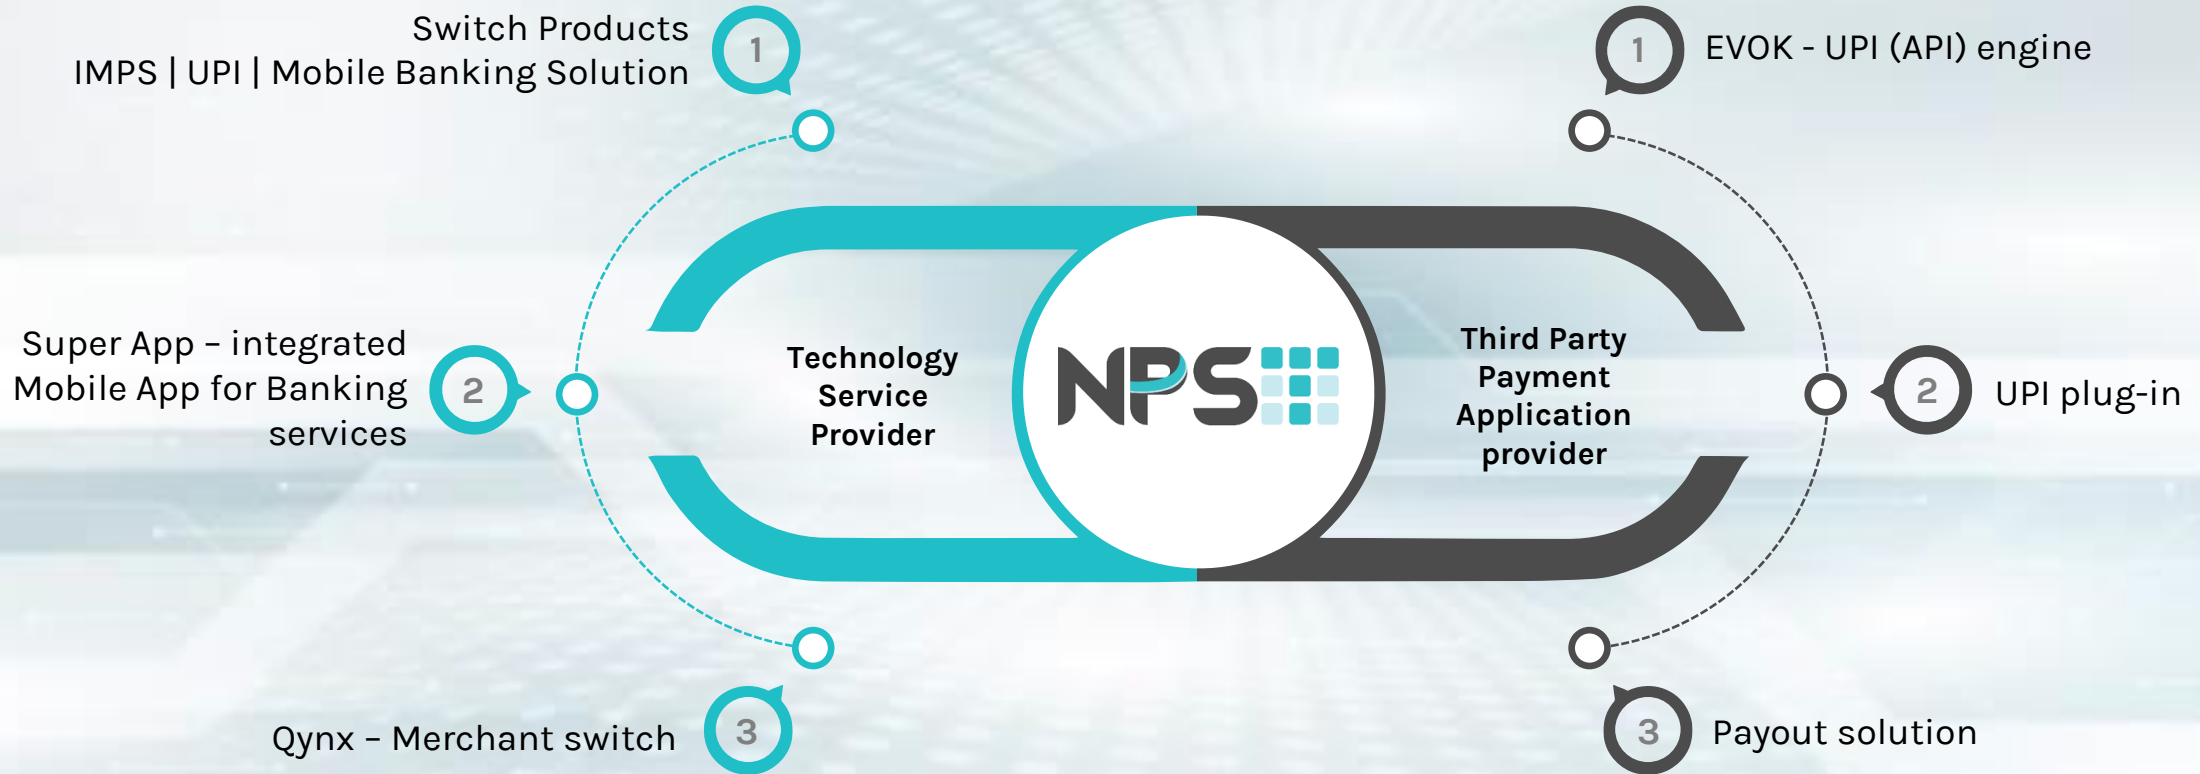 Switch Products
IMPS | UPI | Mobile Banking Solution
1
Super App – integrated
Mobile App for Banking
services
2
Qynx – Merchant switch
3
Technology
Service
Provider
NPS
Third Party
Payment
Application
provider
1
EVOK - UPI (API) engine
2
UPI plug-in
3
Payout solution